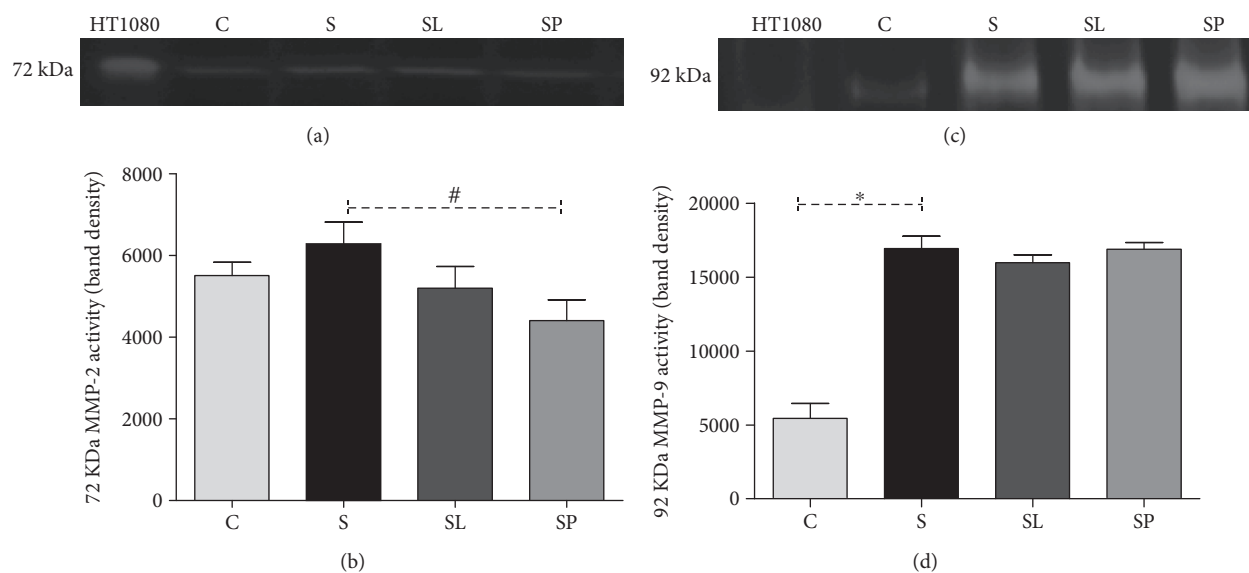 HT1080 C S SL SP
72 kDa
(a)
HT1080 C S SL SP
92 kDa
(c)
72 KDa MMP-2 activity (band density)
8000
6000
4000
2000
0
#
C S SL SP
(b)
92 KDa MMP-9 activity (band density)
20000
15000
10000
5000
0
*
C S SL SP
(d)